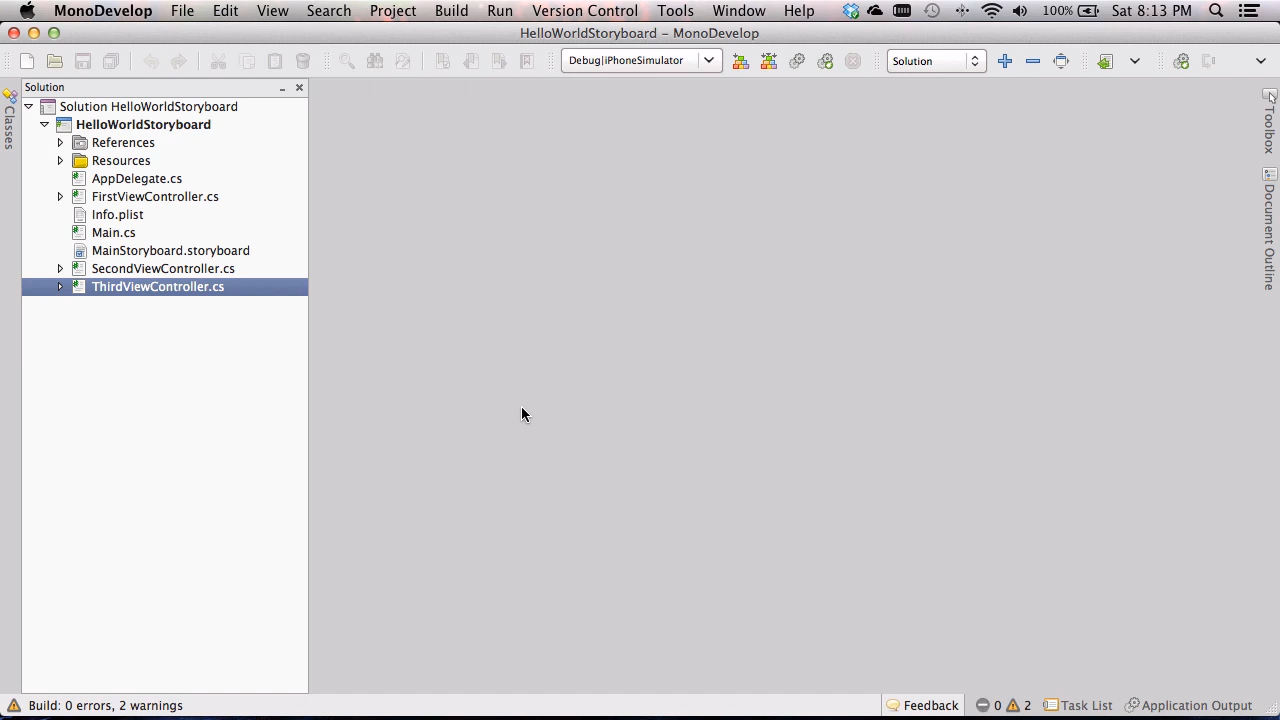 MonoDevelop File Edit View Search Project Build Run Version Control Tools Window Help 100% Sat 8:13 PM
HelloWorldStoryboard – MonoDevelop
Debug|iPhoneSimulator Solution
Solution
Classes
Solution HelloWorldStoryboard
HelloWorldStoryboard
References
Resources
AppDelegate.cs
FirstViewController.cs
Info.plist
Main.cs
MainStoryboard.storyboard
SecondViewController.cs
ThirdViewController.cs
Toolbox
Document Outline
Build: 0 errors, 2 warnings Feedback 0 2 Task List Application Output